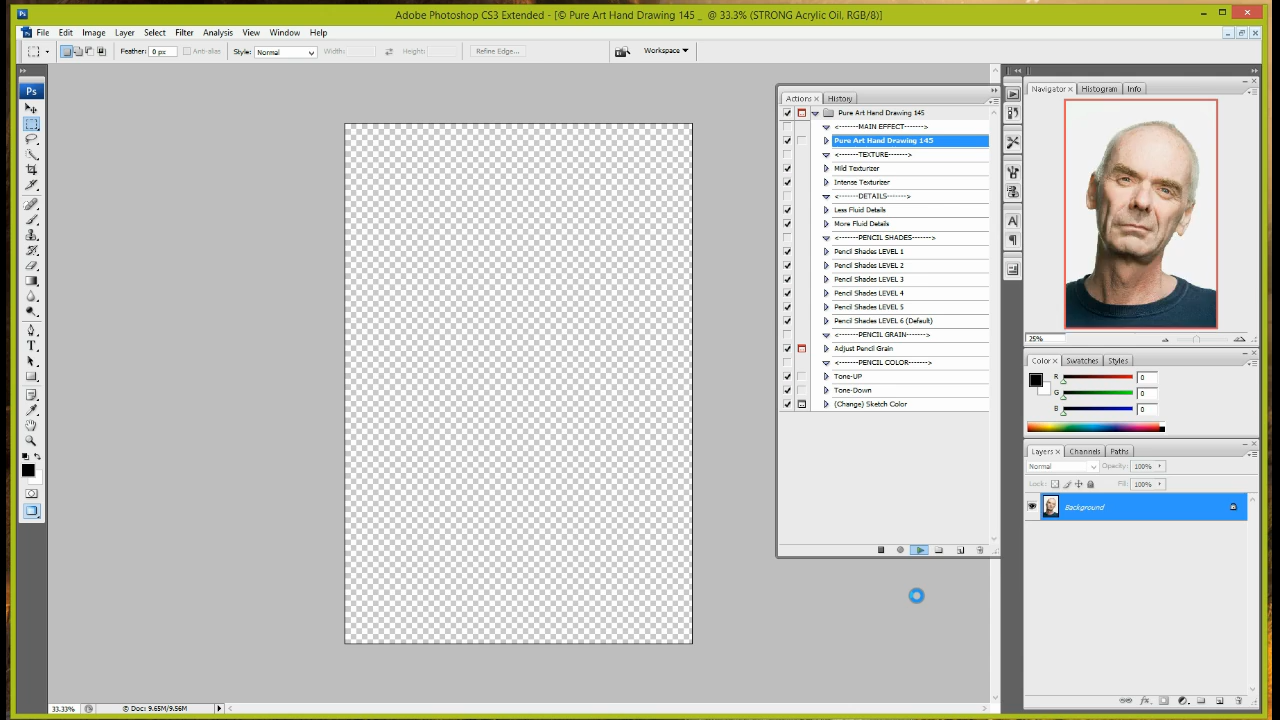 Ps
Adobe Photoshop CS3 Extended - [© Pure Art Hand Drawing 145 _ @ 33.3% (STRONG Acrylic Oil, RGB/8)]
File Edit Image Layer Select Filter Analysis View Window Help
Feather: 0 px Anti-alias Style: Normal Width: Height: Refine Edge... Workspace
Ps
Actions × History
Pure Art Hand Drawing 145
<-------MAIN EFFECT------->
Pure Art Hand Drawing 145
<-------TEXTURE------->
Mild Texturizer
Intense Texturizer
<-------DETAILS------->
Less Fluid Details
More Fluid Details
<-------PENCIL SHADES------->
Pencil Shades LEVEL 1
Pencil Shades LEVEL 2
Pencil Shades LEVEL 3
Pencil Shades LEVEL 4
Pencil Shades LEVEL 5
Pencil Shades LEVEL 6 (Default)
<-------PENCIL GRAIN------->
Adjust Pencil Grain
<-------PENCIL COLOR------->
Tone-UP
Tone-Down
(Change) Sketch Color
Navigator × Histogram Info
25%
Color × Swatches Styles
R 0
G 0
B 0
Layers × Channels Paths
Normal Opacity: 100%
Lock: Fill: 100%
Background
33.33% © Doc: 9.65M/9.56M